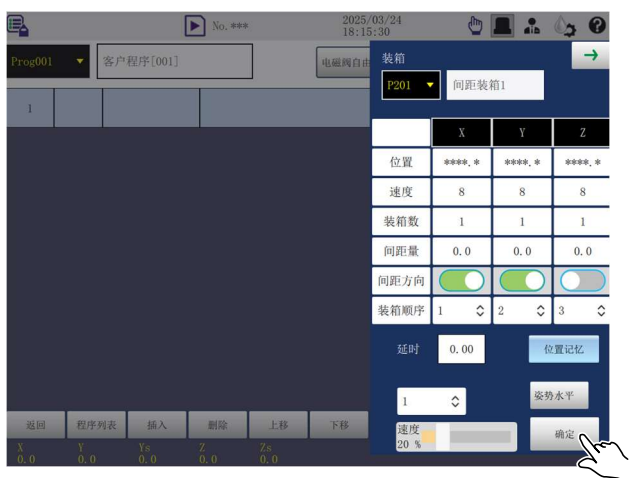 No. ***
2025/03/24
18:15:30
Prog001
客户程序[001]
电磁阀自由
1
装箱
P201
间距装箱1
X Y Z
位置 ****.* ****.* ****.*
速度 8 8 8
装箱数 1 1 1
间距量 0.0 0.0 0.0
间距方向
装箱顺序 1 2 3
延时 0.00 位置记忆
1 姿势水平
速度
20 %
确定
返回 程序列表 插入 删除 上移 下移
X Y Ys Z Zs
0.0 0.0 0.0 0.0 0.0